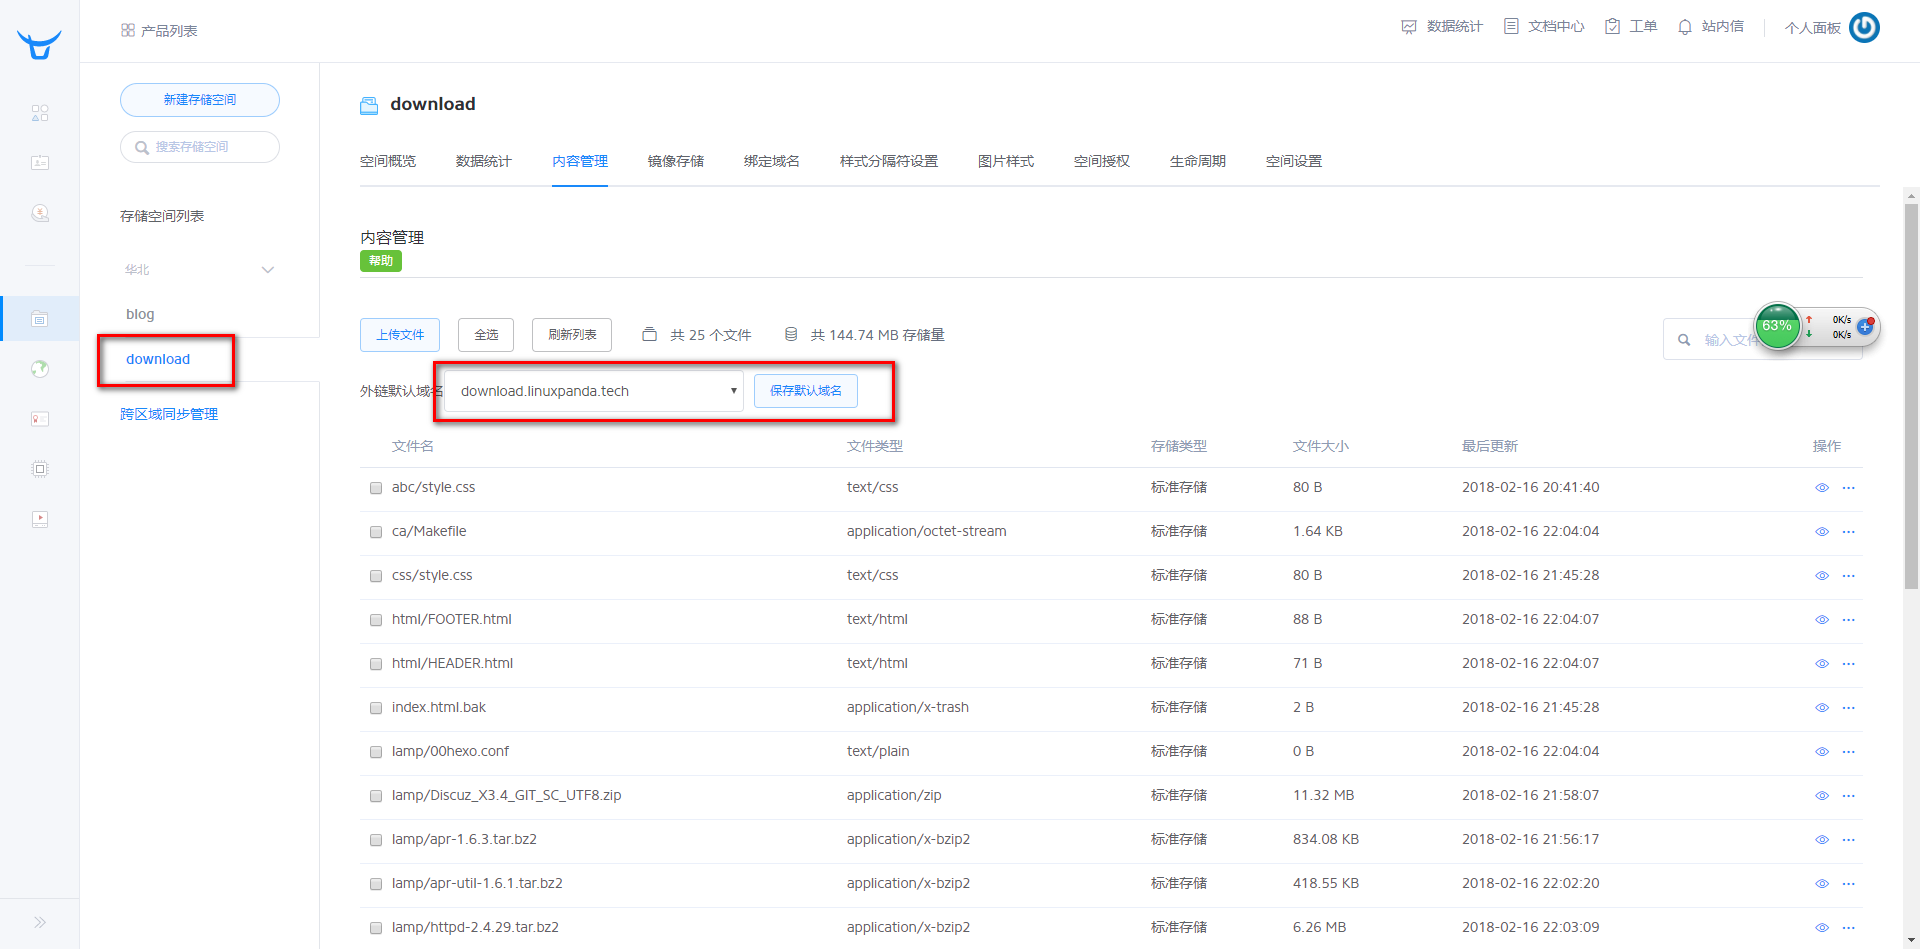 产品列表
数据统计 文档中心 工单 站内信 个人面板
新建存储空间
搜索存储空间
存储空间列表
华北
blog
download
跨区域同步管理
download
空间概览 数据统计 内容管理 镜像存储 绑定域名 样式分隔符设置 图片样式 空间授权 生命周期 空间设置
内容管理
帮助
上传文件 全选 刷新列表 共 25 个文件 共 144.74 MB 存储量 输入文件
63% 0K/s
0K/s
外链默认域名 download.linuxpanda.tech 保存默认域名
文件名 文件类型 存储类型 文件大小 最后更新 操作
abc/style.css text/css 标准存储 80 B 2018-02-16 20:41:40
ca/Makefile application/octet-stream 标准存储 1.64 KB 2018-02-16 22:04:04
css/style.css text/css 标准存储 80 B 2018-02-16 21:45:28
html/FOOTER.html text/html 标准存储 88 B 2018-02-16 22:04:07
html/HEADER.html text/html 标准存储 71 B 2018-02-16 22:04:07
index.html.bak application/x-trash 标准存储 2 B 2018-02-16 21:45:28
lamp/00hexo.conf text/plain 标准存储 0 B 2018-02-16 22:04:04
lamp/Discuz_X3.4_GIT_SC_UTF8.zip application/zip 标准存储 11.32 MB 2018-02-16 21:58:07
lamp/apr-1.6.3.tar.bz2 application/x-bzip2 标准存储 834.08 KB 2018-02-16 21:56:17
lamp/apr-util-1.6.1.tar.bz2 application/x-bzip2 标准存储 418.55 KB 2018-02-16 22:02:20
lamp/httpd-2.4.29.tar.bz2 application/x-bzip2 标准存储 6.26 MB 2018-02-16 22:03:09